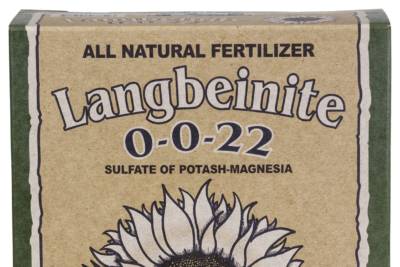 ALL NATURAL FERTILIZER
Langbeinite
0-0-22
SULFATE OF POTASH-MAGNESIA